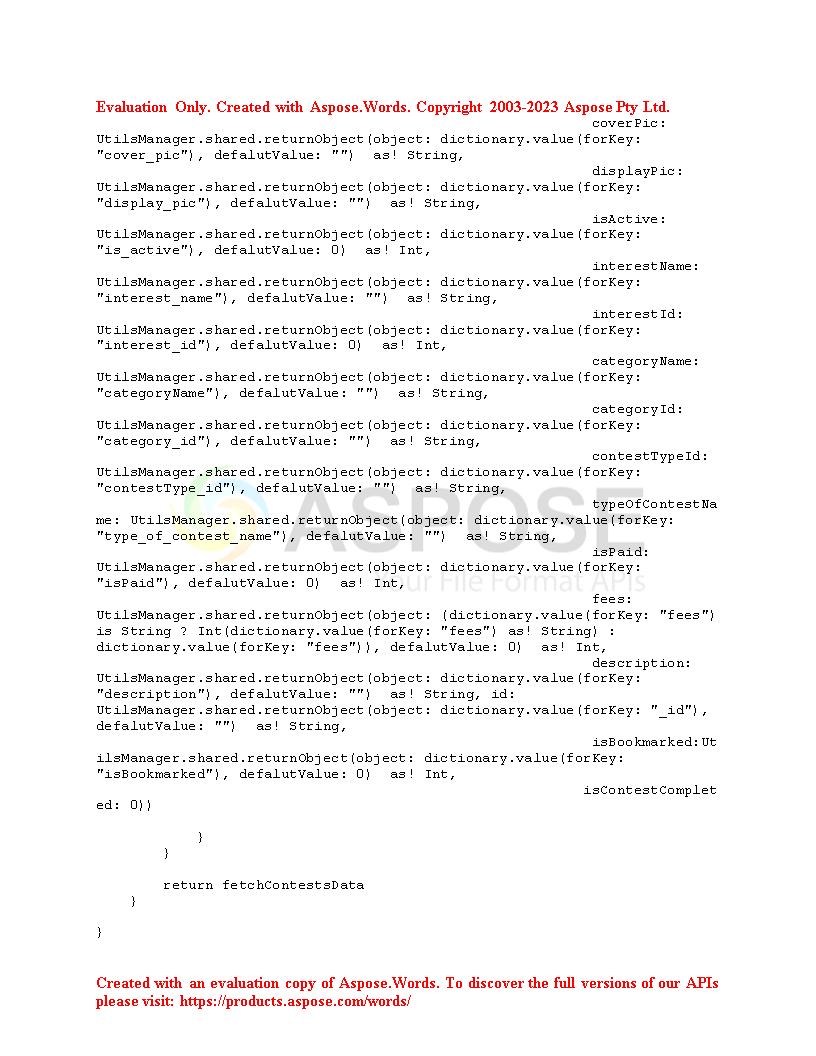 Evaluation Only. Created with Aspose.Words. Copyright 2003-2023 Aspose Pty Ltd.
coverPic:
UtilsManager.shared.returnObject(object: dictionary.value(forKey:
"cover_pic"), defalutValue: "")  as! String,
displayPic:
UtilsManager.shared.returnObject(object: dictionary.value(forKey:
"display_pic"), defalutValue: "")  as! String,
isActive:
UtilsManager.shared.returnObject(object: dictionary.value(forKey:
"is_active"), defalutValue: 0)  as! Int,
interestName:
UtilsManager.shared.returnObject(object: dictionary.value(forKey:
"interest_name"), defalutValue: "")  as! String,
interestId:
UtilsManager.shared.returnObject(object: dictionary.value(forKey:
"interest_id"), defalutValue: 0)  as! Int,
categoryName:
UtilsManager.shared.returnObject(object: dictionary.value(forKey:
"categoryName"), defalutValue: "")  as! String,
categoryId:
UtilsManager.shared.returnObject(object: dictionary.value(forKey:
"category_id"), defalutValue: "")  as! String,
contestTypeId:
UtilsManager.shared.returnObject(object: dictionary.value(forKey:
"contestType_id"), defalutValue: "")  as! String,
typeOfContestNa
me: UtilsManager.shared.returnObject(object: dictionary.value(forKey:
"type_of_contest_name"), defalutValue: "")  as! String,
isPaid:
UtilsManager.shared.returnObject(object: dictionary.value(forKey:
"isPaid"), defalutValue: 0)  as! Int,
fees:
UtilsManager.shared.returnObject(object: (dictionary.value(forKey: "fees")
is String ? Int(dictionary.value(forKey: "fees") as! String) :
dictionary.value(forKey: "fees")), defalutValue: 0)  as! Int,
description:
UtilsManager.shared.returnObject(object: dictionary.value(forKey:
"description"), defalutValue: "")  as! String, id:
UtilsManager.shared.returnObject(object: dictionary.value(forKey: "_id"),
defalutValue: "")  as! String,
isBookmarked:Ut
ilsManager.shared.returnObject(object: dictionary.value(forKey:
"isBookmarked"), defalutValue: 0)  as! Int,
isContestComplet
ed: 0))
}
}
return fetchContestsData
}
}
ASPOSE
Your File Format APIs
Created with an evaluation copy of Aspose.Words. To discover the full versions of our APIs
please visit: https://products.aspose.com/words/